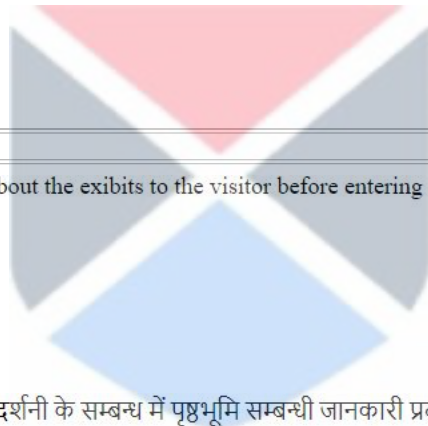 bout the exibits to the visitor before entering
दर्शनी के सम्बन्ध में पृष्ठभूमि सम्बन्धी जानकारी प्र